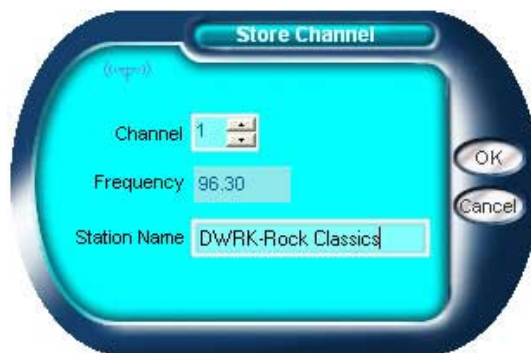 Store Channel
Channel 1
Frequency 96.30
Station Name DWRK-Rock Classics
OK
Cancel